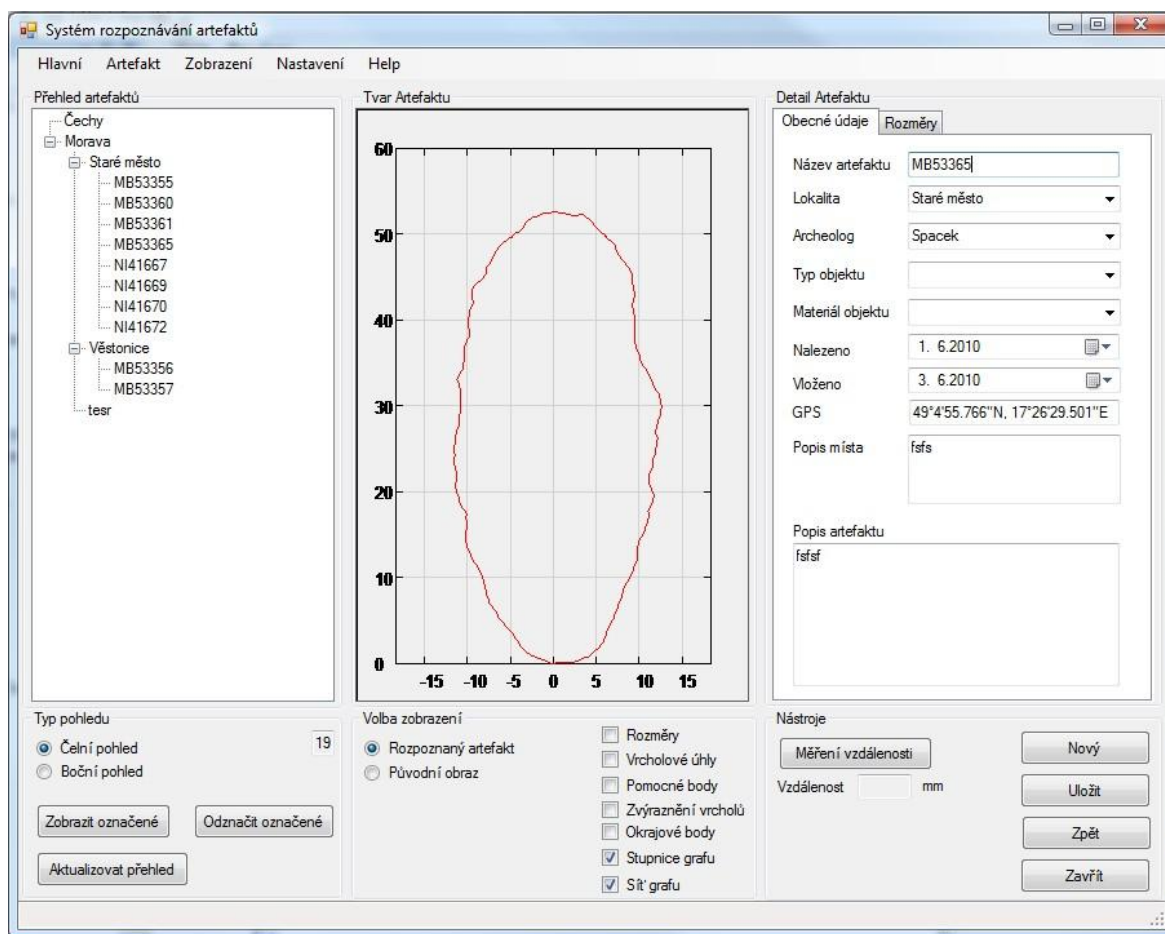 Systém rozpoznávání artefaktů
Hlavní Artefakt Zobrazení Nastavení Help
Přehled artefaktů
Čechy
Morava
Staré město
MB53355
MB53360
MB53361
MB53365
NI41667
NI41669
NI41670
NI41672
Věstonice
MB53356
MB53357
tesr
Tvar Artefaktu
60
50
40
30
20
10
0
-15 -10 -5 0 5 10 15
Detail Artefaktu
Obecné údaje Rozměry
Název artefaktu MB53365
Lokalita Staré město
Archeolog Spacek
Typ objektu
Materiál objektu
Nalezeno 1. 6.2010
Vloženo 3. 6.2010
GPS 49°4'55.766"N, 17°26'29.501"E
Popis místa fsfs
Popis artefaktu
fsfsf
Typ pohledu
Čelní pohled 19
Boční pohled
Zobrazit označené Odznačit označené
Aktualizovat přehled
Volba zobrazení
Rozpoznaný artefakt
Původní obraz
Rozměry
Vrcholové úhly
Pomocné body
Zvýraznění vrcholů
Okrajové body
Stupnice grafu
Síť grafu
Nástroje
Měření vzdálenosti
Vzdálenost mm
Nový
Uložit
Zpět
Zavřít